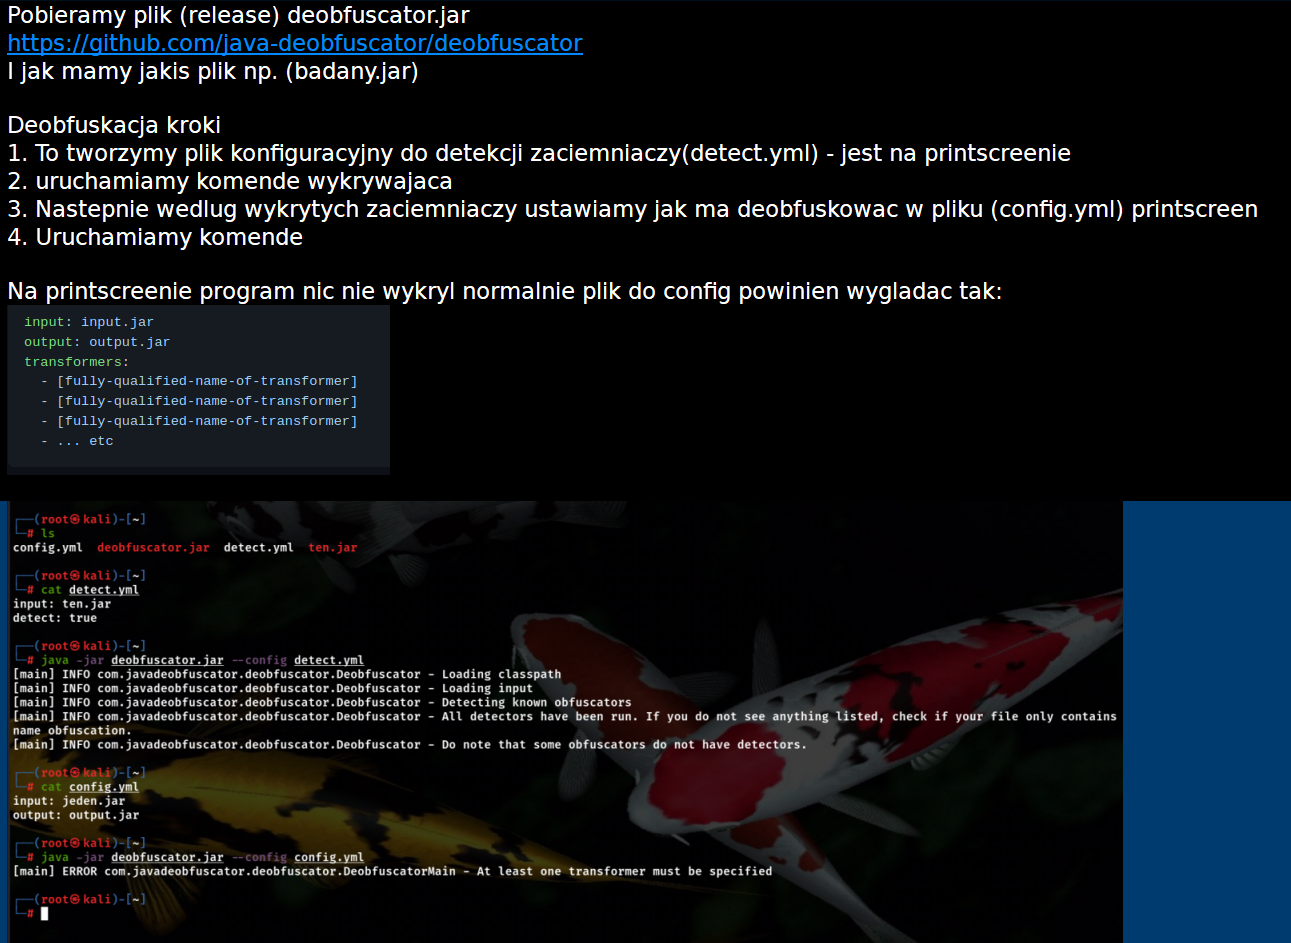 Pobieramy plik (release) deobfuscator.jar
https://github.com/java-deobfuscator/deobfuscator
I jak mamy jakis plik np. (badany.jar)
Deobfuskacja kroki
1. To tworzymy plik konfiguracyjny do detekcji zaciemniaczy(detect.yml) - jest na printscreenie
2. uruchamiamy komende wykrywajaca
3. Nastepnie wedlug wykrytych zaciemniaczy ustawiamy jak ma deobfuskowac w pliku (config.yml) printscreen
4. Uruchamiamy komende
Na printscreenie program nic nie wykryl normalnie plik do config powinien wygladac tak:
input: input.jar
output: output.jar
transformers:
- [fully-qualified-name-of-transformer]
- [fully-qualified-name-of-transformer]
- [fully-qualified-name-of-transformer]
- ... etc
┌──(root㉿kali)-[~]
└─# ls
config.yml deobfuscator.jar detect.yml ten.jar
┌──(root㉿kali)-[~]
└─# cat detect.yml
input: ten.jar
detect: true
┌──(root㉿kali)-[~]
└─# java -jar deobfuscator.jar --config detect.yml
[main] INFO com.javadeobfuscator.deobfuscator.Deobfuscator - Loading classpath
[main] INFO com.javadeobfuscator.deobfuscator.Deobfuscator - Loading input
[main] INFO com.javadeobfuscator.deobfuscator.Deobfuscator - Detecting known obfuscators
[main] INFO com.javadeobfuscator.deobfuscator.Deobfuscator - All detectors have been run. If you do not see anything listed, check if your file only contains
name obfuscation.
[main] INFO com.javadeobfuscator.deobfuscator.Deobfuscator - Do note that some obfuscators do not have detectors.
┌──(root㉿kali)-[~]
└─# cat config.yml
input: jeden.jar
output: output.jar
┌──(root㉿kali)-[~]
└─# java -jar deobfuscator.jar --config config.yml
[main] ERROR com.javadeobfuscator.deobfuscator.DeobfuscatorMain - At least one transformer must be specified
┌──(root㉿kali)-[~]
└─#